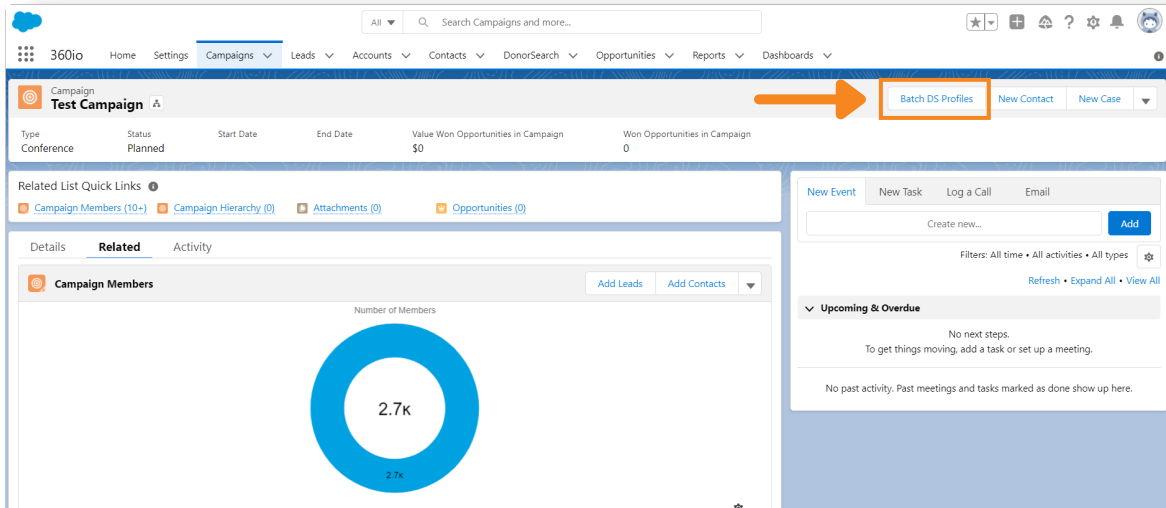 All
Search Campaigns and more...
360io
Home
Settings
Campaigns
Leads
Accounts
Contacts
DonorSearch
Opportunities
Reports
Dashboards
Campaign
Test Campaign
Batch DS Profiles
New Contact
New Case
Type
Status
Start Date
End Date
Value Won Opportunities in Campaign
Won Opportunities in Campaign
Conference
Planned
$0
0
Related List Quick Links
Campaign Members (10+)
Campaign Hierarchy (0)
Attachments (0)
Opportunities (0)
Details
Related
Activity
Campaign Members
Add Leads
Add Contacts
Number of Members
2.7K
2.7K
New Event
New Task
Log a Call
Email
Create new...
Add
Filters: All time • All activities • All types
Refresh • Expand All • View All
Upcoming & Overdue
No next steps.
To get things moving, add a task or set up a meeting.
No past activity. Past meetings and tasks marked as done show up here.